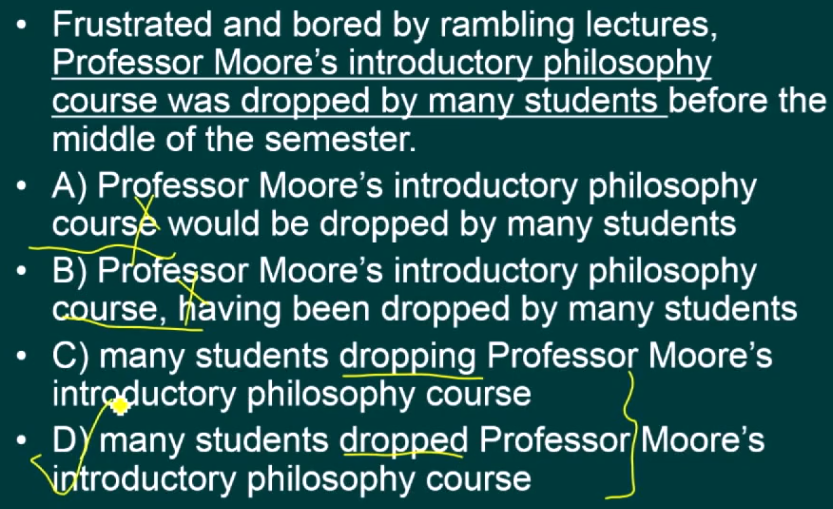 • Frustrated and bored by rambling lectures,
Professor Moore's introductory philosophy
course was dropped by many students before the
middle of the semester.
• A) Professor Moore's introductory philosophy
course would be dropped by many students
• B) Professor Moore's introductory philosophy
course, having been dropped by many students
• C) many students dropping Professor Moore's
introductory philosophy course
• D) many students dropped Professor Moore's
introductory philosophy course